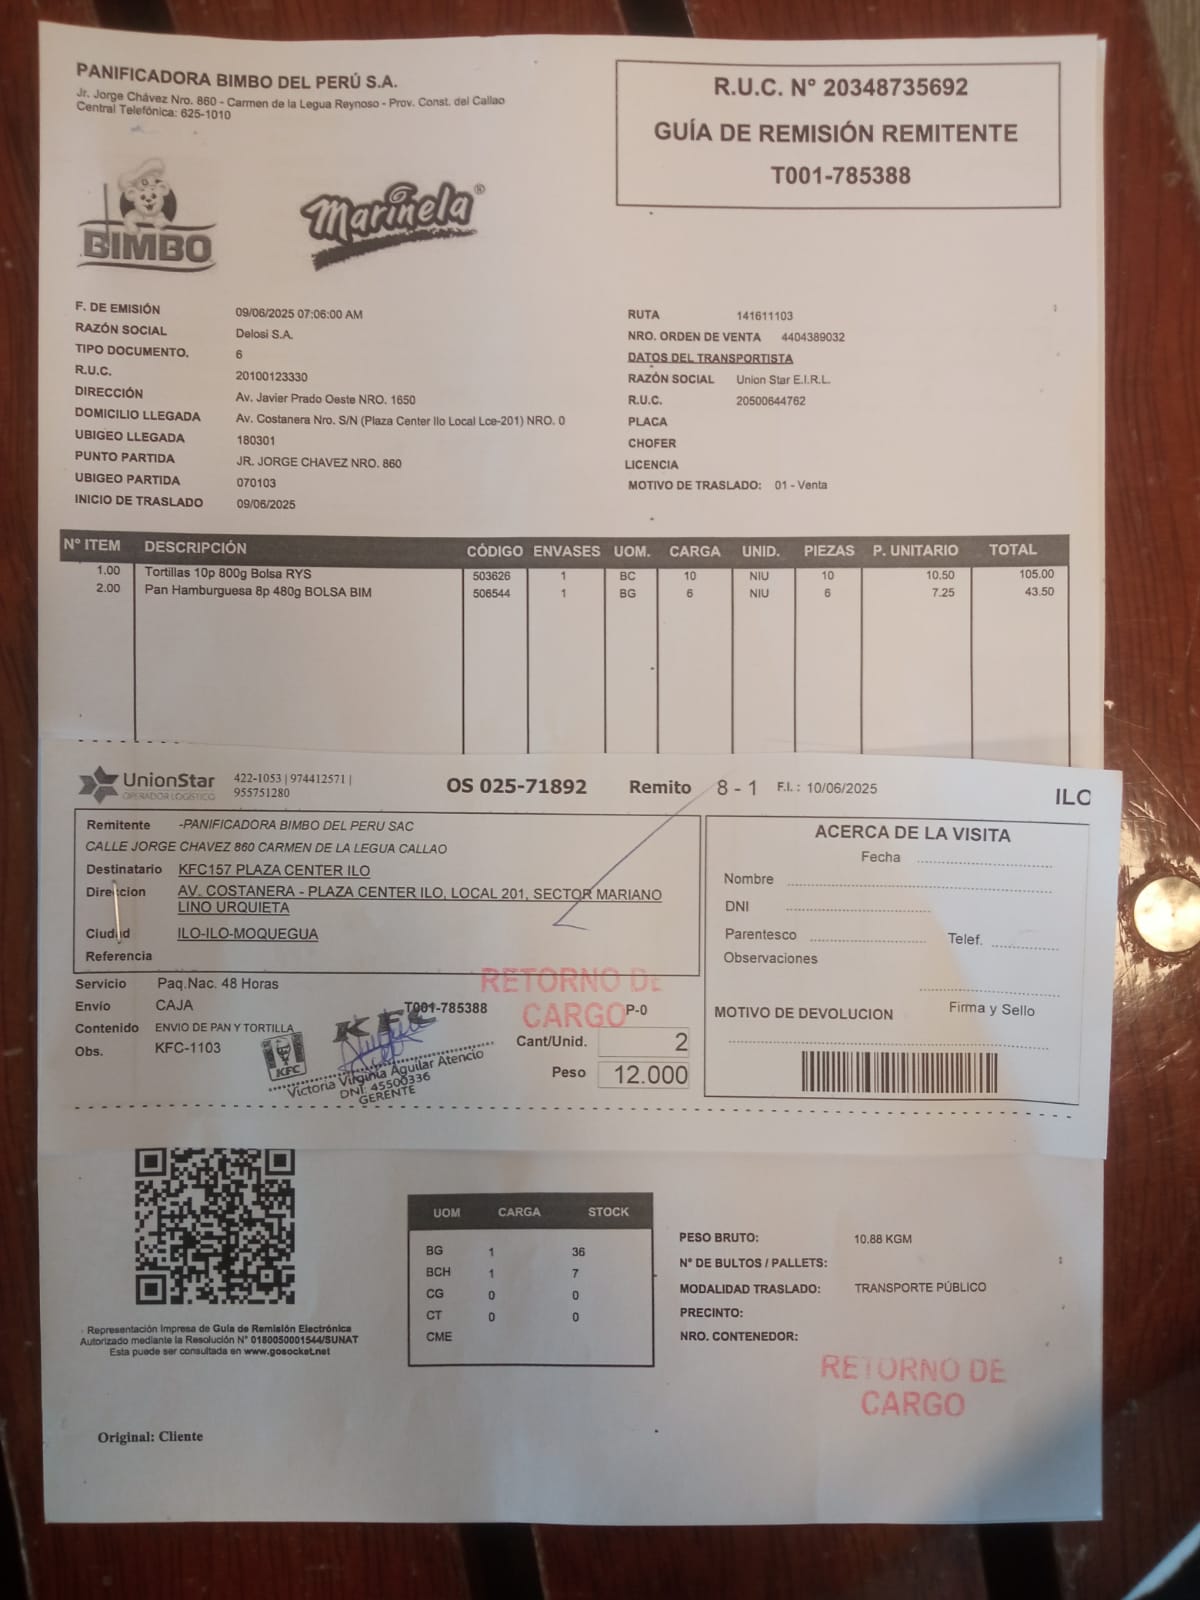 PANIFICADORA BIMBO DEL PERÚ S.A.
Jr. Jorge Chávez Nro. 860 - Carmen de la Legua Reynoso - Prov. Const. del Callao
Central Telefónica: 625-1010
R.U.C. N° 20348735692
GUÍA DE REMISIÓN REMITENTE
T001-785388
BIMBO
Marinela®
F. DE EMISIÓN 09/06/2025 07:06:00 AM
RAZÓN SOCIAL Delosi S.A.
TIPO DOCUMENTO. 6
R.U.C. 20100123330
DIRECCIÓN Av. Javier Prado Oeste NRO. 1650
DOMICILIO LLEGADA Av. Costanera Nro. S/N (Plaza Center Ilo Local Lce-201) NRO. 0
UBIGEO LLEGADA 180301
PUNTO PARTIDA JR. JORGE CHAVEZ NRO. 860
UBIGEO PARTIDA 070103
INICIO DE TRASLADO 09/06/2025
RUTA 141611103
NRO. ORDEN DE VENTA 4404389032
DATOS DEL TRANSPORTISTA
RAZÓN SOCIAL Union Star E.I.R.L.
R.U.C. 20500644762
PLACA
CHOFER
LICENCIA
MOTIVO DE TRASLADO: 01 - Venta
N° ITEM DESCRIPCIÓN CÓDIGO ENVASES UOM. CARGA UNID. PIEZAS P. UNITARIO TOTAL
1.00 Tortillas 10p 800g Bolsa RYS 503626 1 BC 10 NIU 10 10.50 105.00
2.00 Pan Hamburguesa 8p 480g BOLSA BIM 506544 1 BG 6 NIU 6 7.25 43.50
UnionStar
OPERADOR LOGÍSTICO
422-1053 | 974412571 |
955751280
OS 025-71892 Remito 8 - 1 F.I.: 10/06/2025 ILO
Remitente -PANIFICADORA BIMBO DEL PERU SAC
CALLE JORGE CHAVEZ 860 CARMEN DE LA LEGUA CALLAO
Destinatario KFC157 PLAZA CENTER ILO
Direccion AV. COSTANERA - PLAZA CENTER ILO, LOCAL 201, SECTOR MARIANO
LINO URQUIETA
Ciudad ILO-ILO-MOQUEGUA
Referencia
ACERCA DE LA VISITA
Fecha
Nombre
DNI
Parentesco Telef.
Observaciones
Firma y Sello
MOTIVO DE DEVOLUCION
Servicio Paq.Nac. 48 Horas
Envío CAJA T001-785388 P-0
Contenido ENVIO DE PAN Y TORTILLA
Obs. KFC-1103
RETORNO DE
CARGO
Cant/Unid. 2
Peso 12.000
KFC
KFC
Victoria Virginia Aguilar Atencio
DNI: 45500336
GERENTE
Representación Impresa de Guía de Remisión Electrónica
Autorizado mediante la Resolución N° 0180050001544/SUNAT
Esta puede ser consultada en www.gosocket.net
UOM CARGA STOCK
BG 1 36
BCH 1 7
CG 0 0
CT 0 0
CME
PESO BRUTO: 10.88 KGM
N° DE BULTOS / PALLETS:
MODALIDAD TRASLADO: TRANSPORTE PÚBLICO
PRECINTO:
NRO. CONTENEDOR:
RETORNO DE
CARGO
Original: Cliente